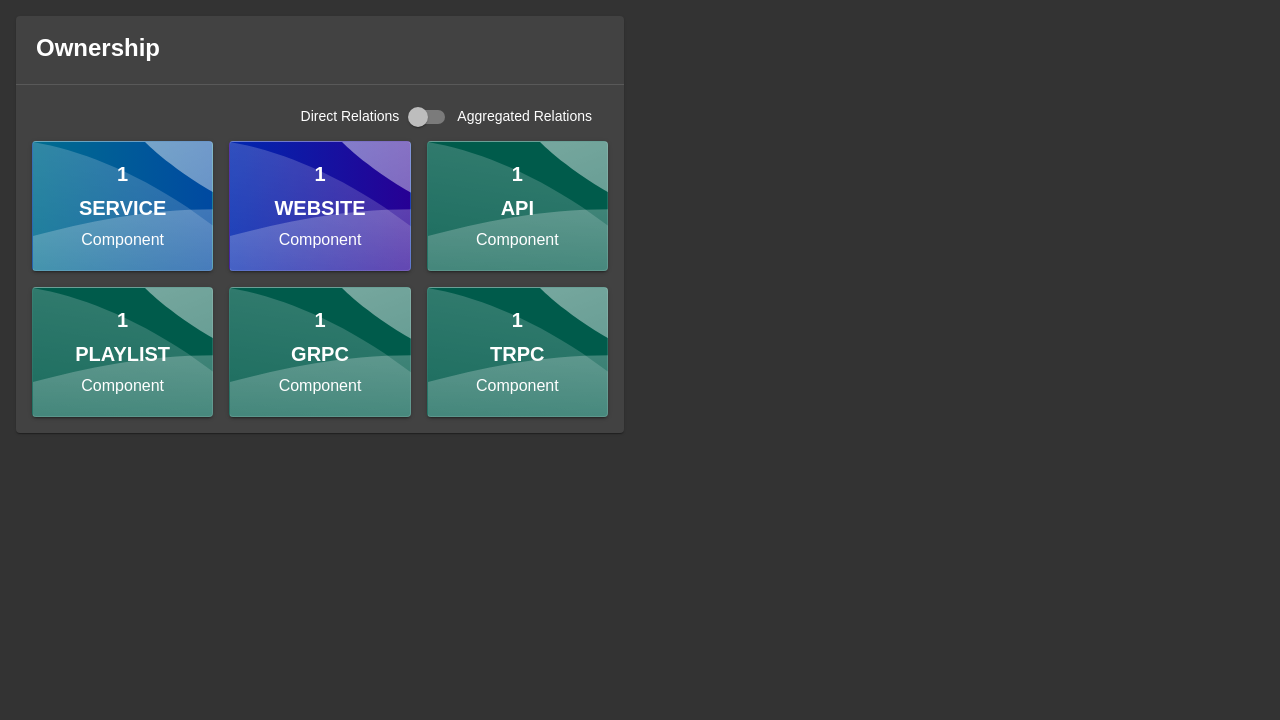 Ownership
Direct Relations Aggregated Relations
1
SERVICE
Component
1
WEBSITE
Component
1
API
Component
1
PLAYLIST
Component
1
GRPC
Component
1
TRPC
Component